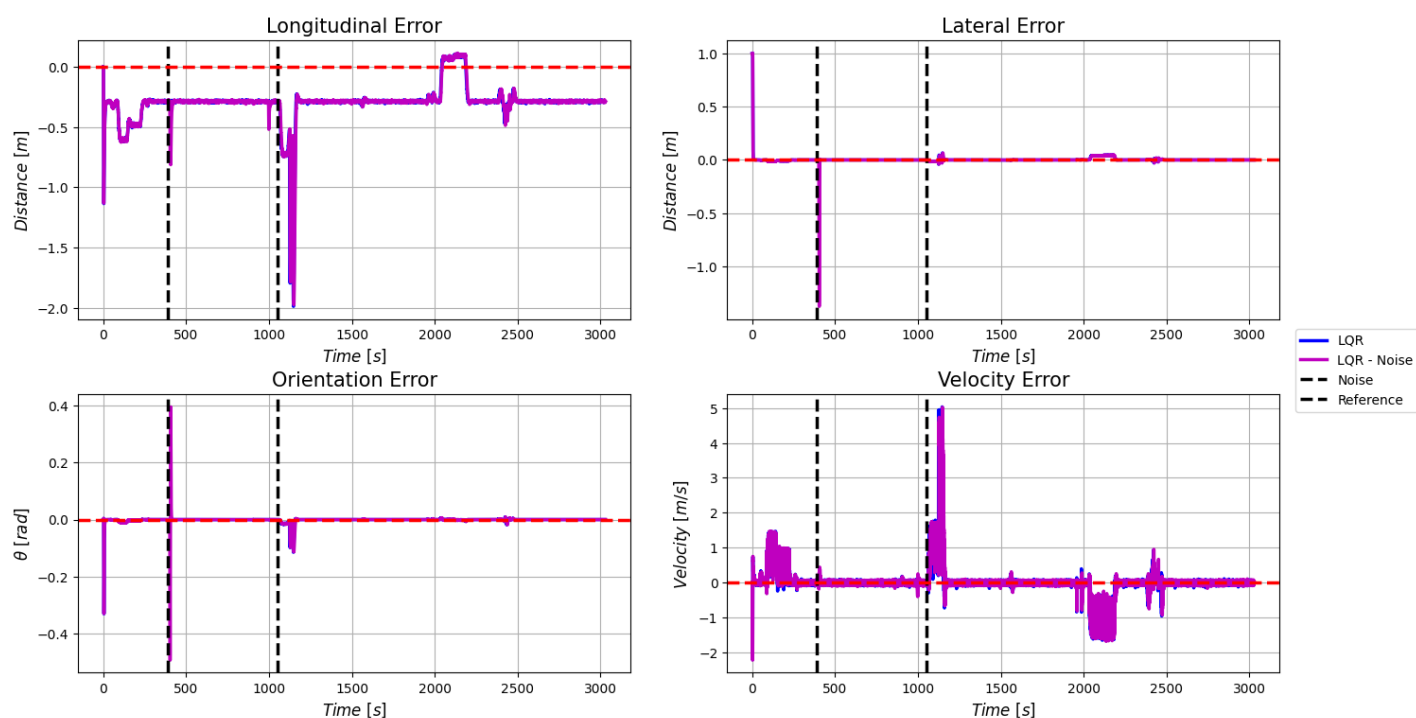 Longitudinal Error
Distance [m]
0.0
−0.5
−1.0
−1.5
−2.0
0 500 1000 1500 2000 2500 3000
Time [s]
Lateral Error
Distance [m]
1.0
0.5
0.0
−0.5
−1.0
0 500 1000 1500 2000 2500 3000
Time [s]
LQR
LQR - Noise
Noise
Reference
Orientation Error
θ [rad]
0.4
0.2
0.0
−0.2
−0.4
0 500 1000 1500 2000 2500 3000
Time [s]
Velocity Error
Velocity [m/s]
5
4
3
2
1
0
−1
−2
0 500 1000 1500 2000 2500 3000
Time [s]